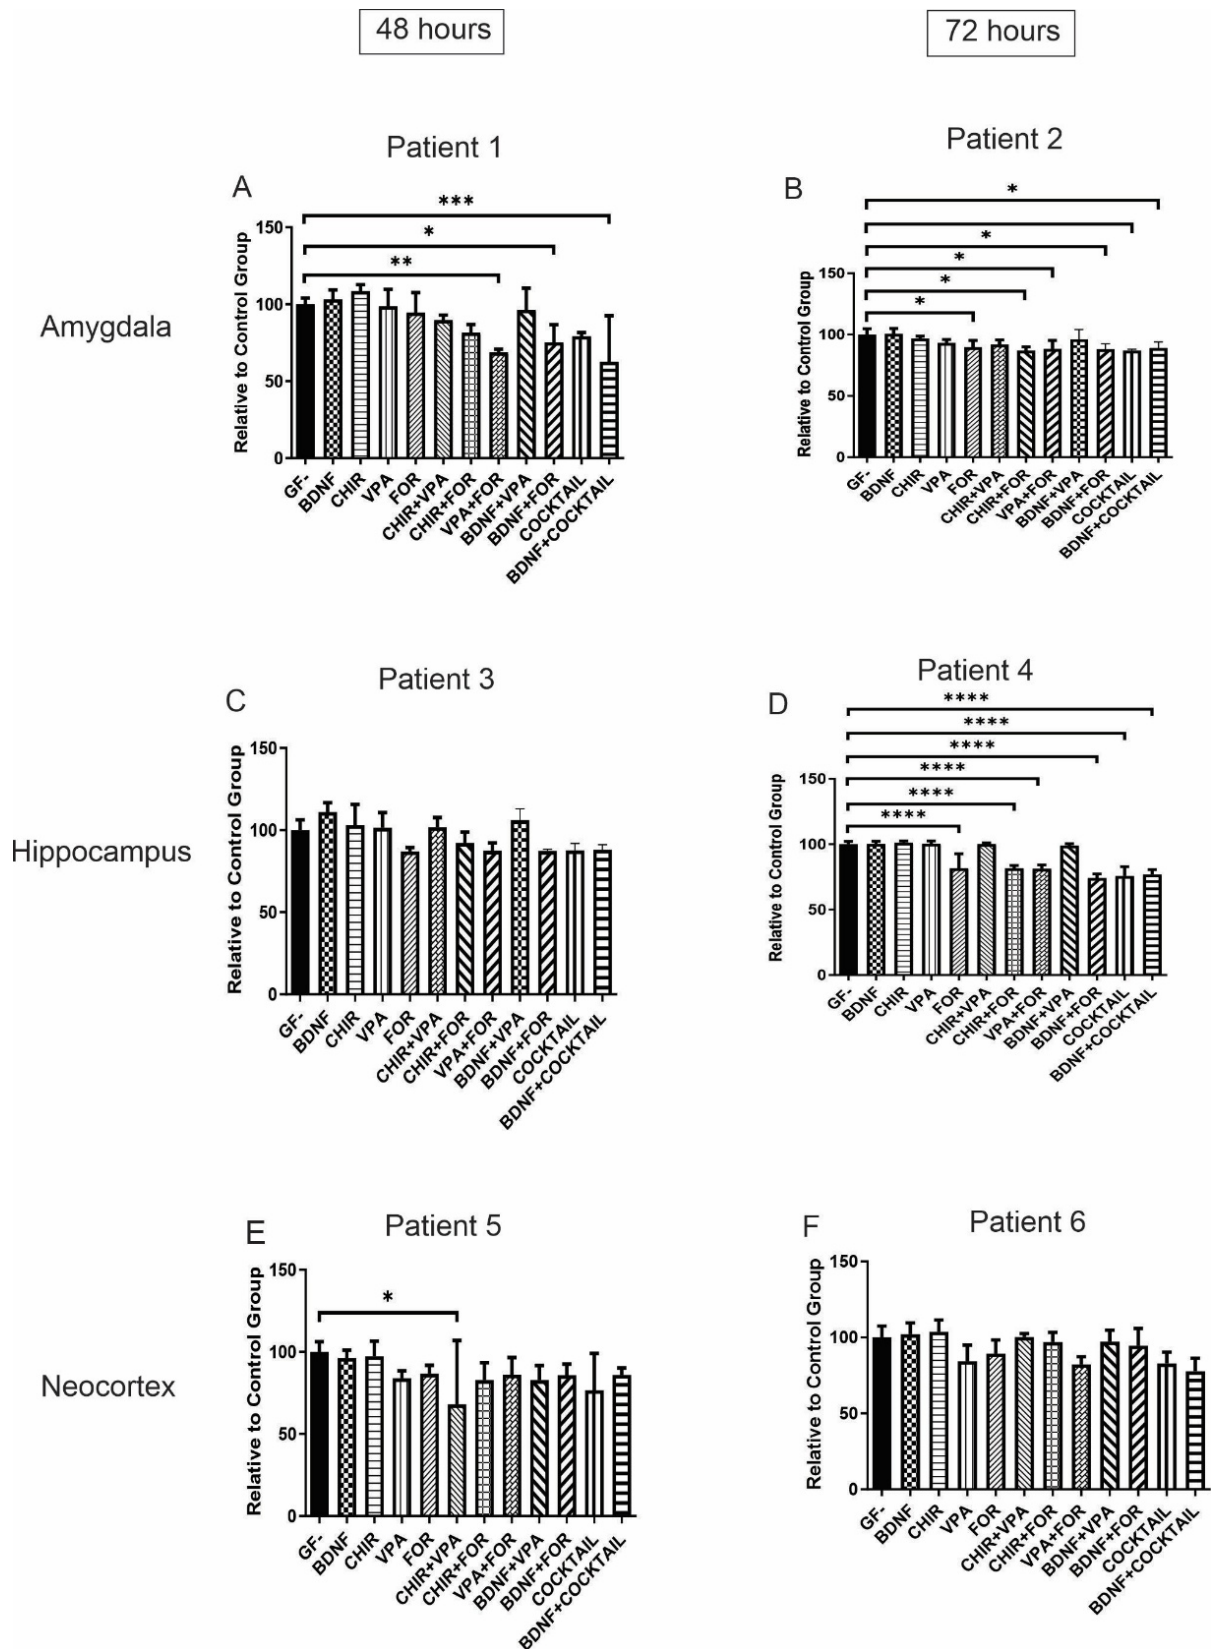 48 hours
72 hours
Patient 1
Patient 2
A
B
***
*
**
*
*
*
*
*
Relative to Control Group
150
100
50
0
Relative to Control Group
150
100
50
0
Amygdala
GF-
BDNF
CHIR
VPA
FOR
CHIR+VPA
CHIR+FOR
VPA+FOR
BDNF+VPA
BDNF+FOR
COCKTAIL
BDNF+COCKTAIL
GF-
BDNF
CHIR
VPA
FOR
CHIR+VPA
CHIR+FOR
VPA+FOR
BDNF+VPA
BDNF+FOR
COCKTAIL
BDNF+COCKTAIL
Patient 3
Patient 4
C
D
****
****
****
****
****
****
Relative to Control Group
150
100
50
0
Relative to Control Group
150
100
50
0
Hippocampus
GF-
BDNF
CHIR
VPA
FOR
CHIR+VPA
CHIR+FOR
VPA+FOR
BDNF+VPA
BDNF+FOR
COCKTAIL
BDNF+COCKTAIL
GF-
BDNF
CHIR
VPA
FOR
CHIR+VPA
CHIR+FOR
VPA+FOR
BDNF+VPA
BDNF+FOR
COCKTAIL
BDNF+COCKTAIL
Patient 5
Patient 6
E
F
*
Relative to Control Group
150
100
50
0
Relative to Control Group
150
100
50
0
Neocortex
GF-
BDNF
CHIR
VPA
FOR
CHIR+VPA
CHIR+FOR
VPA+FOR
BDNF+VPA
BDNF+FOR
COCKTAIL
BDNF+COCKTAIL
GF-
BDNF
CHIR
VPA
FOR
CHIR+VPA
CHIR+FOR
VPA+FOR
BDNF+VPA
BDNF+FOR
COCKTAIL
BDNF+COCKTAIL